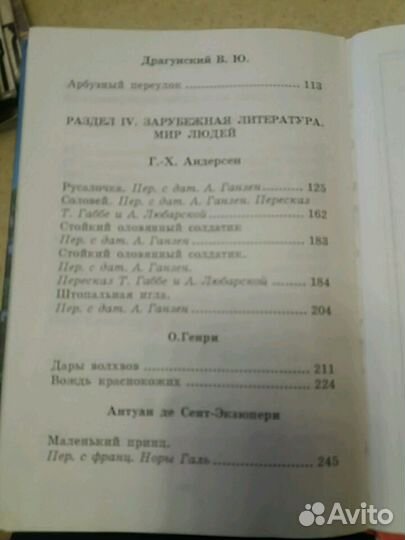 Драгунский В. Ю.
Арбузный переулок ........ 113
РАЗДЕЛ IV. ЗАРУБЕЖНАЯ ЛИТЕРАТУРА.
МИР ЛЮДЕЙ
Г.-Х. Андерсен
Русалочка. Пер. с дат. А. Ганзен ........ 125
Соловей. Пер. с дат. А. Ганзен. Пересказ
Т. Габбе и А. Любарской ........ 162
Стойкий оловянный солдатик
Пер. с дат. А. Ганзен ........ 183
Стойкий оловянный солдатик.
Пер. с дат. А. Ганзен.
Пересказ Т. Габбе и А. Любарской ........ 184
Штопальная игла.
Пер. с дат. А. Ганзен ........ 204
О.Генри
Дары волхвов ........ 211
Вождь краснокожих ........ 224
Антуан де Сент-Экзюпери
Маленький принц.
Пер. с франц. Норы Галь ........ 245
Avito